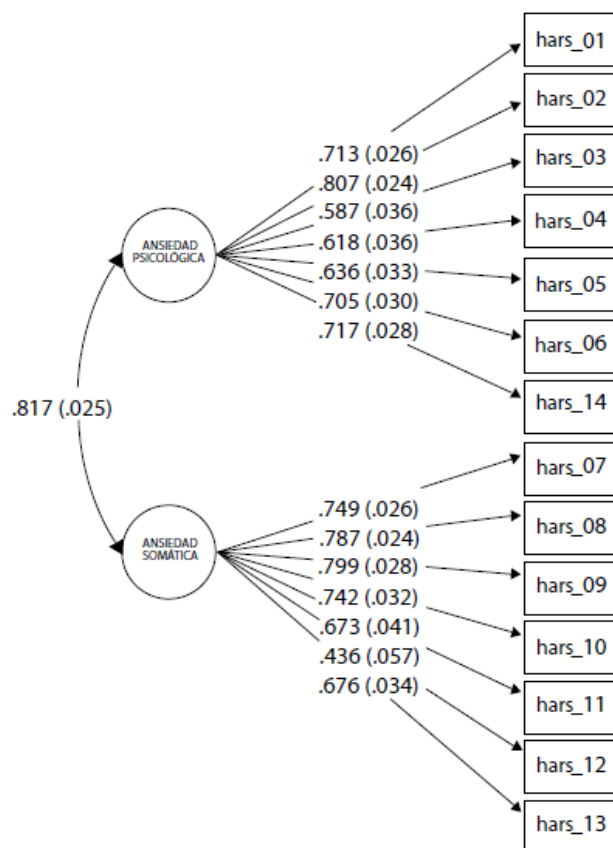 hars_01
hars_02
hars_03
hars_04
hars_05
hars_06
hars_14
.713 (.026)
.807 (.024)
.587 (.036)
.618 (.036)
.636 (.033)
.705 (.030)
.717 (.028)
ANSIEDAD
PSICOLÓGICA
.817 (.025)
ANSIEDAD
SOMÁTICA
.749 (.026)
.787 (.024)
.799 (.028)
.742 (.032)
.673 (.041)
.436 (.057)
.676 (.034)
hars_07
hars_08
hars_09
hars_10
hars_11
hars_12
hars_13